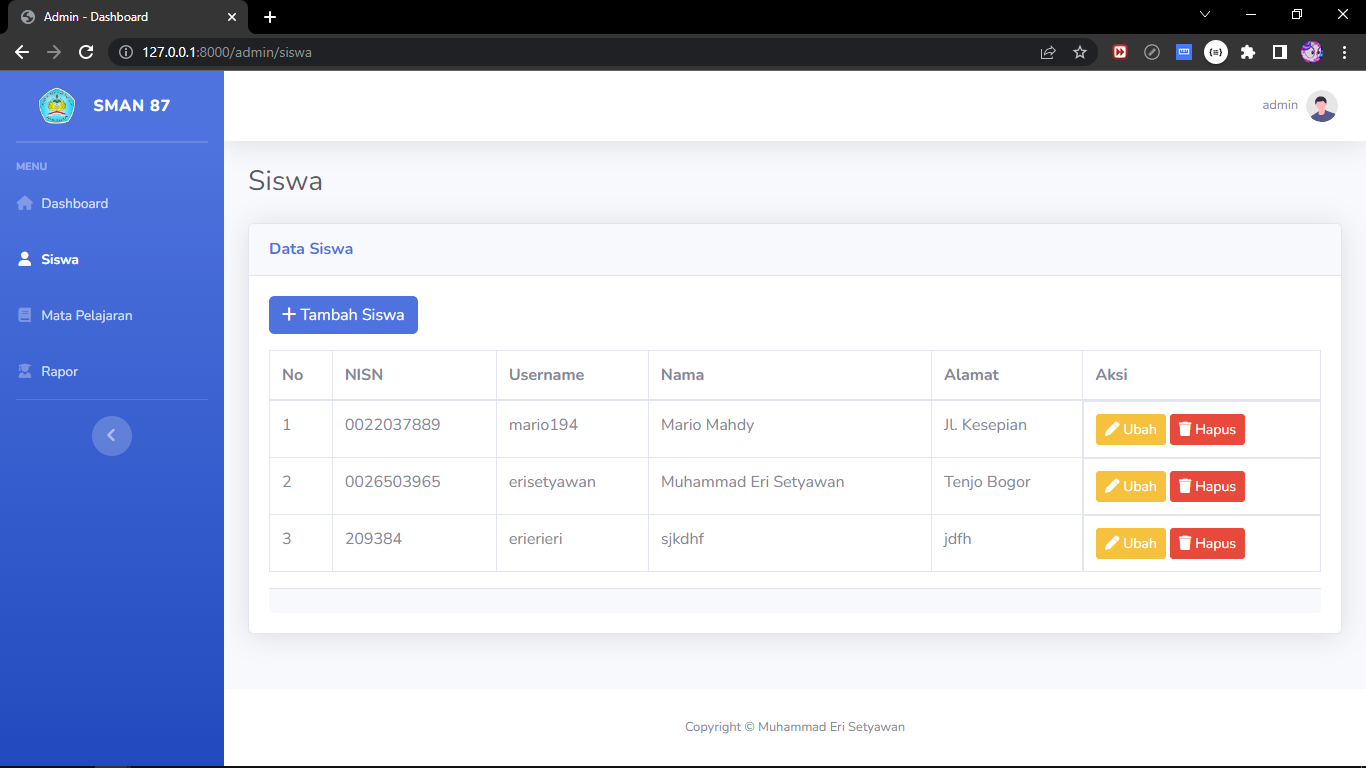 Admin - Dashboard
127.0.0.1:8000/admin/siswa
SMAN 87
admin
MENU
Dashboard
Siswa
Mata Pelajaran
Rapor
Siswa
Data Siswa
Tambah Siswa
No NISN Username Nama Alamat Aksi
1 0022037889 mario194 Mario Mahdy Jl. Kesepian Ubah Hapus
2 0026503965 erisetyawan Muhammad Eri Setyawan Tenjo Bogor Ubah Hapus
3 209384 erierieri sjkdhf jdfh Ubah Hapus
Copyright © Muhammad Eri Setyawan